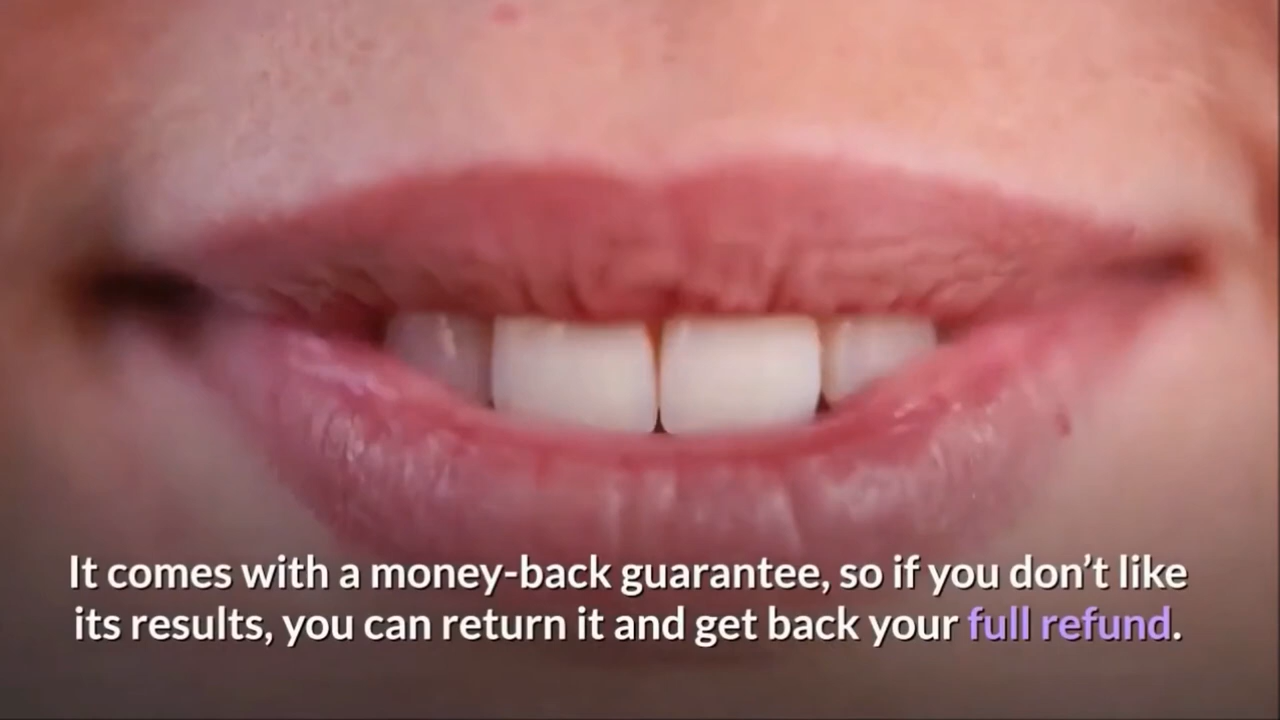 It comes with a money-back guarantee, so if you don’t like
its results, you can return it and get back your full refund.